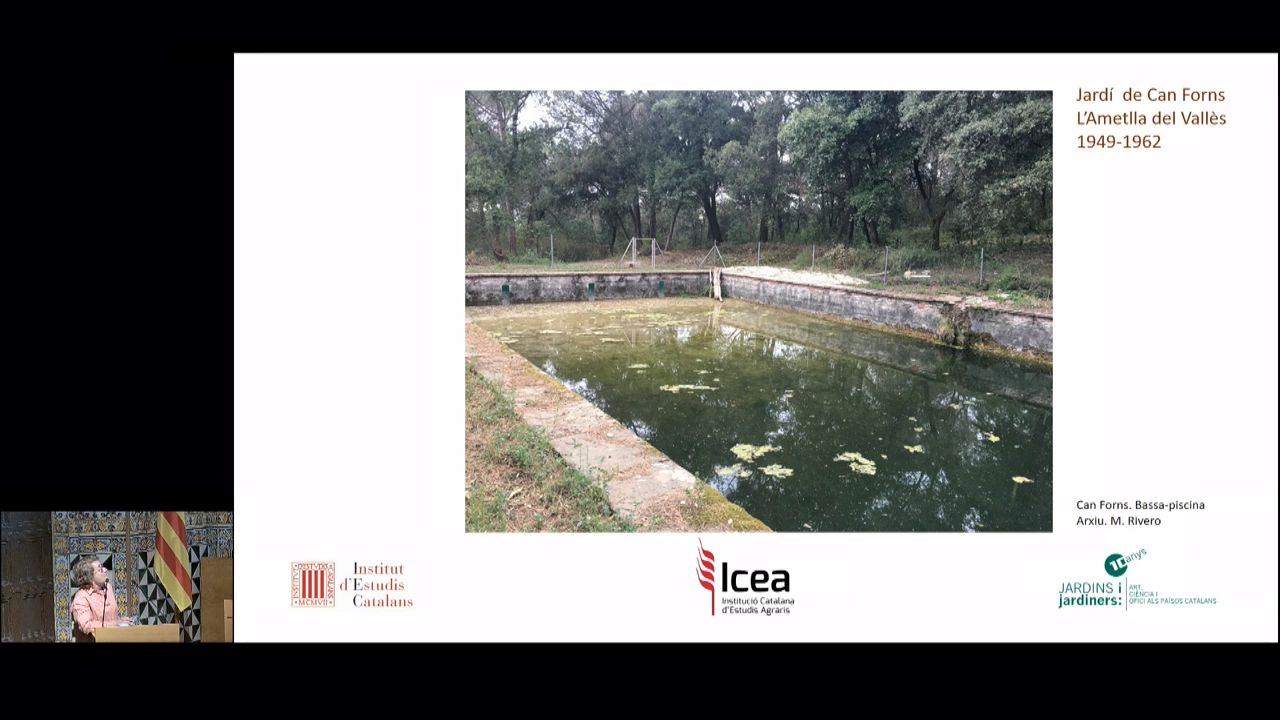 Jardí de Can Forns
L'Ametlla del Vallès
1949-1962
Can Forns. Bassa-piscina
Arxiu. M. Rivero
MCMVII
Institut
d'Estudis
Catalans
Icea
Institució Catalana
d'Estudis Agraris
10 anys
JARDINS i
jardiners:
ART,
CIÈNCIA I
OFICI ALS PAÏSOS CATALANS